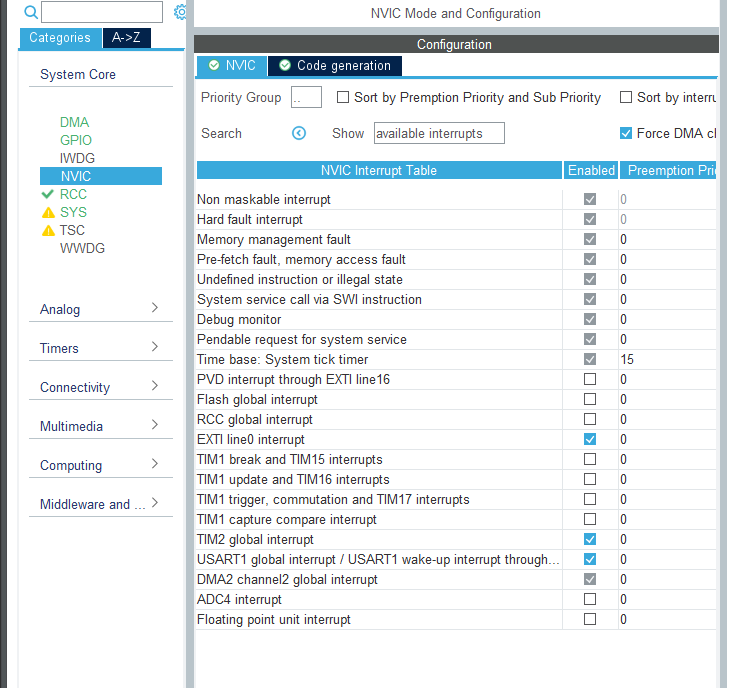 NVIC Mode and Configuration
Categories A->Z
Configuration
System Core
NVIC Code generation
Priority Group .. Sort by Premption Priority and Sub Priority Sort by interru
DMA
GPIO
IWDG
NVIC
RCC
SYS
TSC
WWDG
Search Show available interrupts Force DMA ch
NVIC Interrupt Table Enabled Preemption Prio
Non maskable interrupt 0
Hard fault interrupt 0
Memory management fault 0
Pre-fetch fault, memory access fault 0
Undefined instruction or illegal state 0
System service call via SWI instruction 0
Debug monitor 0
Pendable request for system service 0
Time base: System tick timer 15
PVD interrupt through EXTI line16 0
Flash global interrupt 0
RCC global interrupt 0
EXTI line0 interrupt 0
TIM1 break and TIM15 interrupts 0
TIM1 update and TIM16 interrupts 0
TIM1 trigger, commutation and TIM17 interrupts 0
TIM1 capture compare interrupt 0
TIM2 global interrupt 0
USART1 global interrupt / USART1 wake-up interrupt through... 0
DMA2 channel2 global interrupt 0
ADC4 interrupt 0
Floating point unit interrupt 0
Analog
Timers
Connectivity
Multimedia
Computing
Middleware and ...